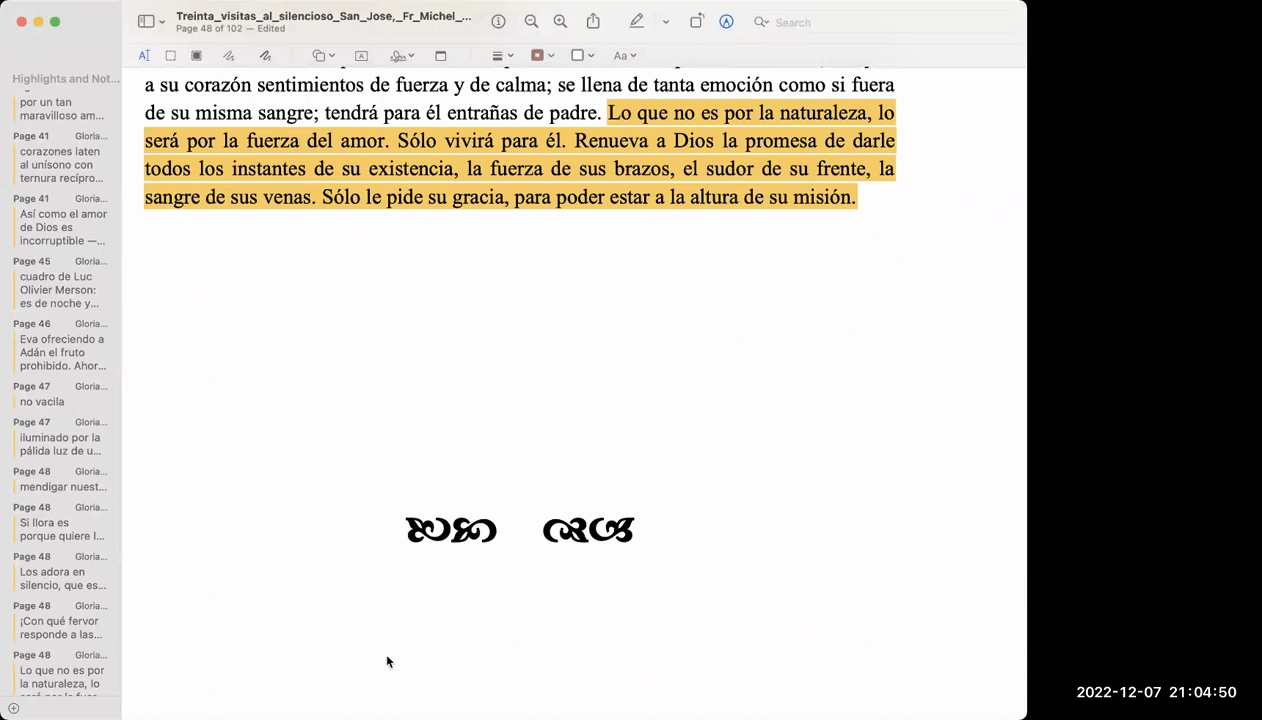 Treinta_visitas_al_silencioso_San_Jose,_Fr_Michel_...
Page 48 of 102 — Edited
Search
Aa
Highlights and Not...
por un tan
maravilloso am...
Page 41 Gloria...
corazones laten
al unísono con
ternura recípro...
Page 41 Gloria...
Así como el amor
de Dios es
incorruptible —...
Page 45 Gloria...
cuadro de Luc
Olivier Merson:
es de noche y...
Page 46 Gloria...
Eva ofreciendo a
Adán el fruto
prohibido. Ahor...
Page 47 Gloria...
no vacila
Page 47 Gloria...
iluminado por la
pálida luz de u...
Page 48 Gloria...
mendigar nuest...
Page 48 Gloria...
Si llora es
porque quiere l...
Page 48 Gloria...
Los adora en
silencio, que es...
Page 48 Gloria...
¡Con qué fervor
responde a las...
Page 48 Gloria...
Lo que no es por
la naturaleza, lo
a su corazón sentimientos de fuerza y de calma; se llena de tanta emoción como si fuera
de su misma sangre; tendrá para él entrañas de padre. Lo que no es por la naturaleza, lo
será por la fuerza del amor. Sólo vivirá para él. Renueva a Dios la promesa de darle
todos los instantes de su existencia, la fuerza de sus brazos, el sudor de su frente, la
sangre de sus venas. Sólo le pide su gracia, para poder estar a la altura de su misión.
2022-12-07 21:04:50